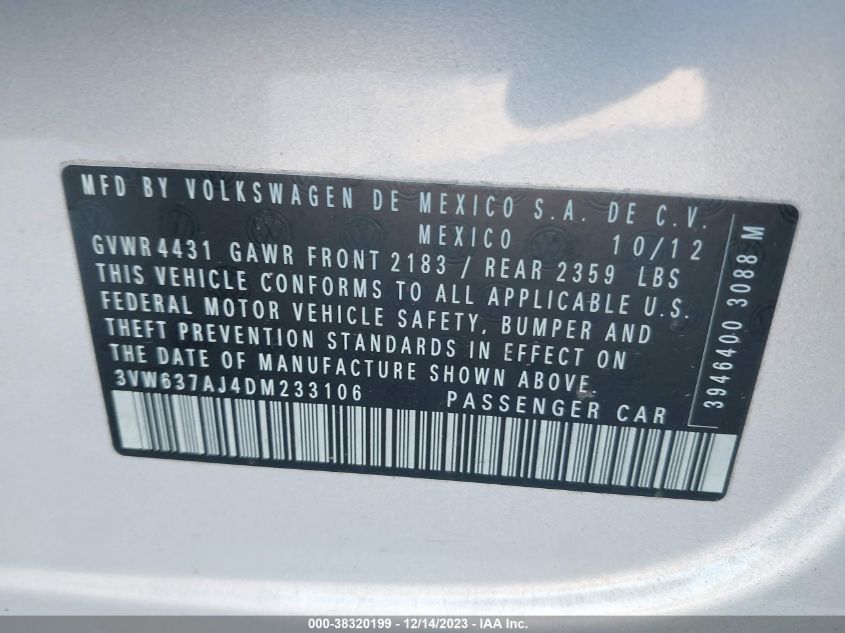 MFD BY VOLKSWAGEN DE MEXICO S.A. DE C.V.
MEXICO 10/12
GVWR 4431 GAWR FRONT 2183 / REAR 2359 LBS
THIS VEHICLE CONFORMS TO ALL APPLICABLE U.S.
FEDERAL MOTOR VEHICLE SAFETY, BUMPER AND
THEFT PREVENTION STANDARDS IN EFFECT ON
THE DATE OF MANUFACTURE SHOWN ABOVE.
3VW637AJ4DM233106 PASSENGER CAR
3946400 3088 M
000-38320199 - 12/14/2023 - IAA Inc.